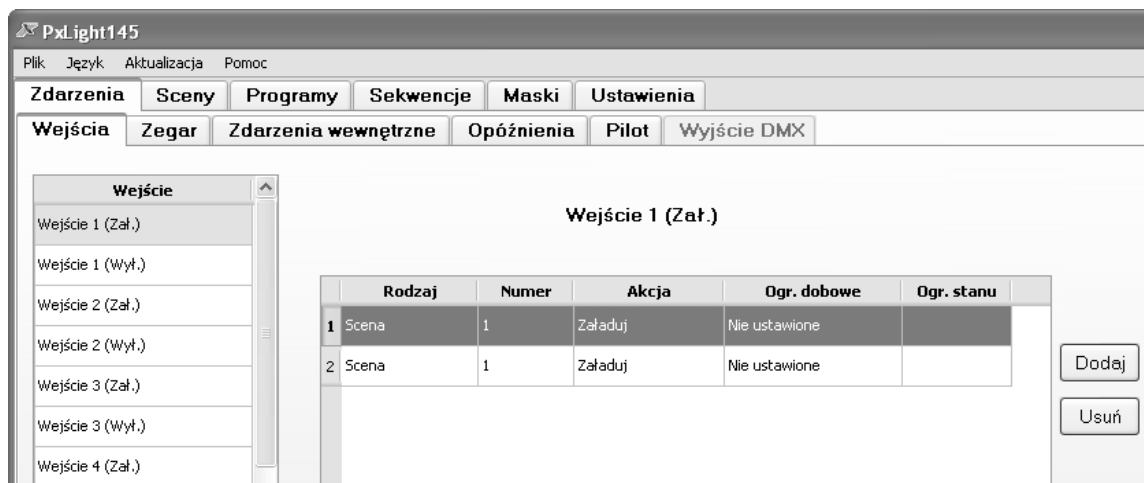 PxLight145
Plik Język Aktualizacja Pomoc
Zdarzenia Sceny Programy Sekwencje Maski Ustawienia
Wejścia Zegar Zdarzenia wewnętrzne Opóźnienia Pilot Wyjście DMX
Wejście
Wejście 1 (Zał.)
Wejście 1 (Wył.)
Wejście 2 (Zał.)
Wejście 2 (Wył.)
Wejście 3 (Zał.)
Wejście 3 (Wył.)
Wejście 4 (Zał.)
Wejście 1 (Zał.)
Rodzaj Numer Akcja Ogr. dobowe Ogr. stanu
1 Scena 1 Załaduj Nie ustawione
2 Scena 1 Załaduj Nie ustawione
Dodaj
Usuń